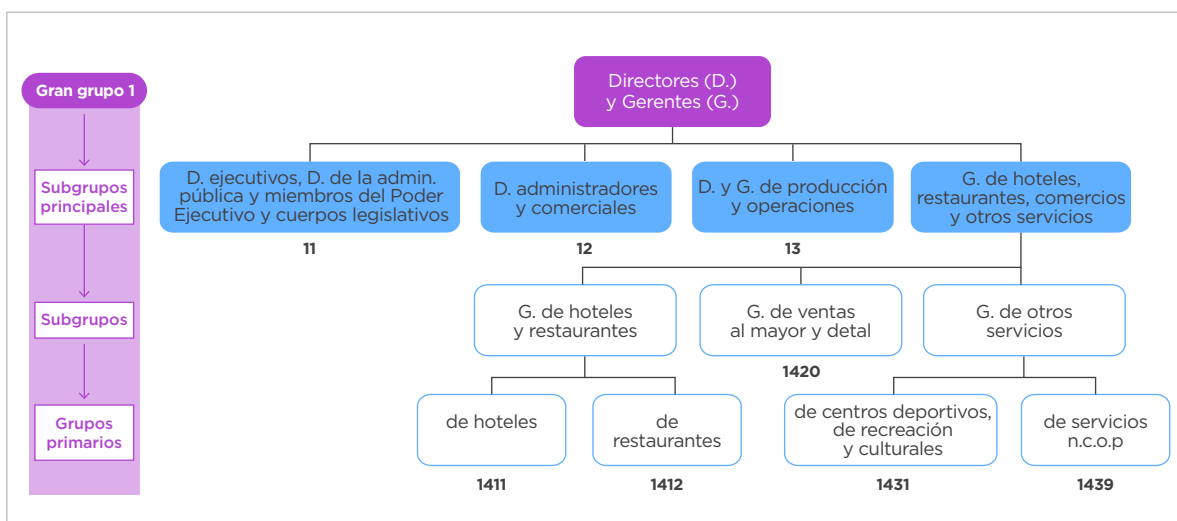 Gran grupo 1
Directores (D.)
y Gerentes (G.)
Subgrupos
principales
D. ejecutivos, D. de la admin.
pública y miembros del Poder
Ejecutivo y cuerpos legislativos
11
D. administradores
y comerciales
12
D. y G. de producción
y operaciones
13
G. de hoteles,
restaurantes, comercios
y otros servicios
Subgrupos
G. de hoteles
y restaurantes
G. de ventas
al mayor y detal
1420
G. de otros
servicios
Grupos
primarios
de hoteles
1411
de
restaurantes
1412
de centros deportivos,
de recreación
y culturales
1431
de servicios
n.c.o.p
1439